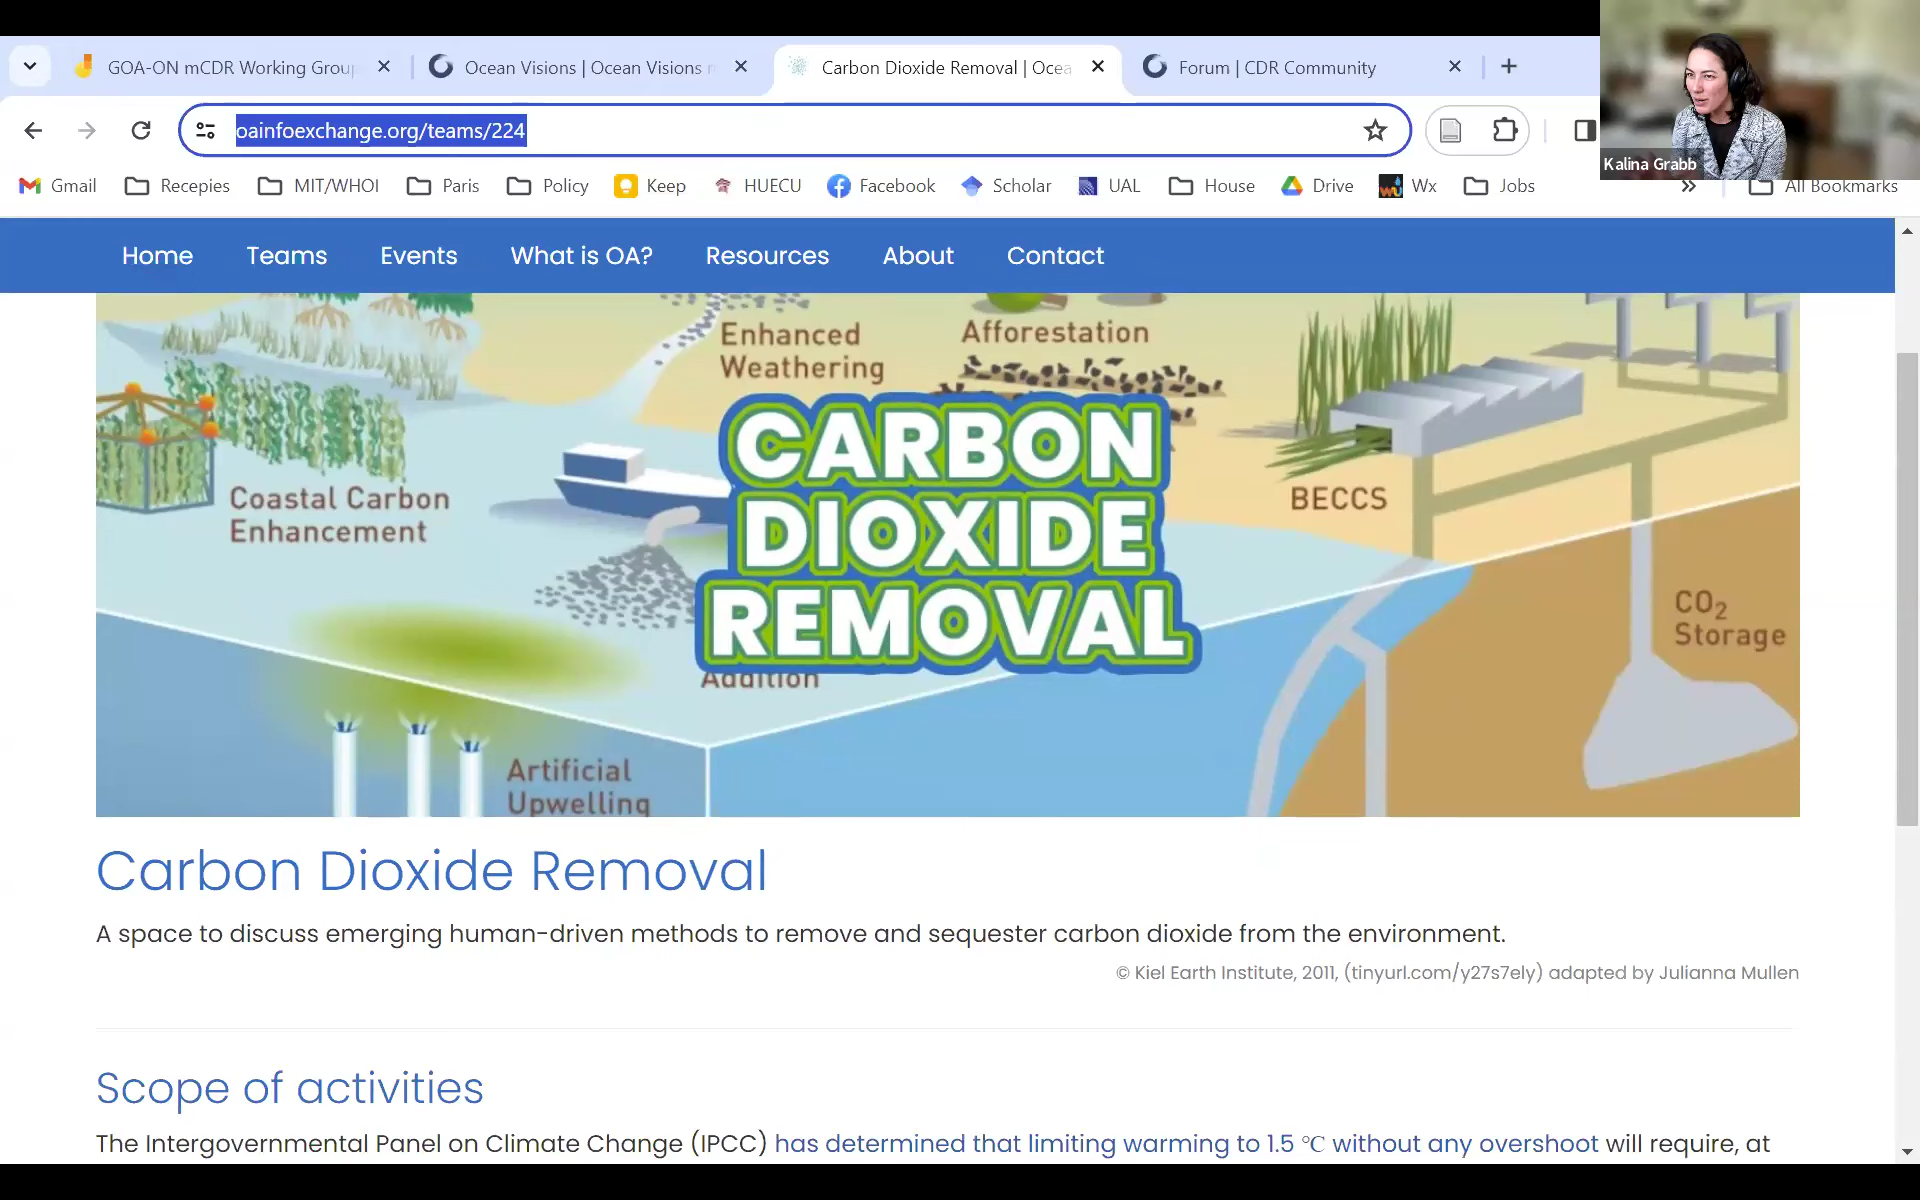 GOA-ON mCDR Working Group
Ocean Visions | Ocean Visions
Carbon Dioxide Removal | Ocea
Forum | CDR Community
oainfoexchange.org/teams/224
Kalina Grabb
Gmail
Recepies
MIT/WHOI
Paris
Policy
Keep
HUECU
Facebook
Scholar
UAL
House
Drive
Wx
Jobs
All Bookmarks
Home
Teams
Events
What is OA?
Resources
About
Contact
Enhanced
Weathering
Afforestation
Coastal Carbon
Enhancement
BECCS
CARBON
DIOXIDE
REMOVAL
CO₂
Storage
Addition
Artificial
Upwelling
Carbon Dioxide Removal
A space to discuss emerging human-driven methods to remove and sequester carbon dioxide from the environment.
© Kiel Earth Institute, 2011, (tinyurl.com/y27s7ely) adapted by Julianna Mullen
Scope of activities
The Intergovernmental Panel on Climate Change (IPCC) has determined that limiting warming to 1.5 ℃ without any overshoot will require, at